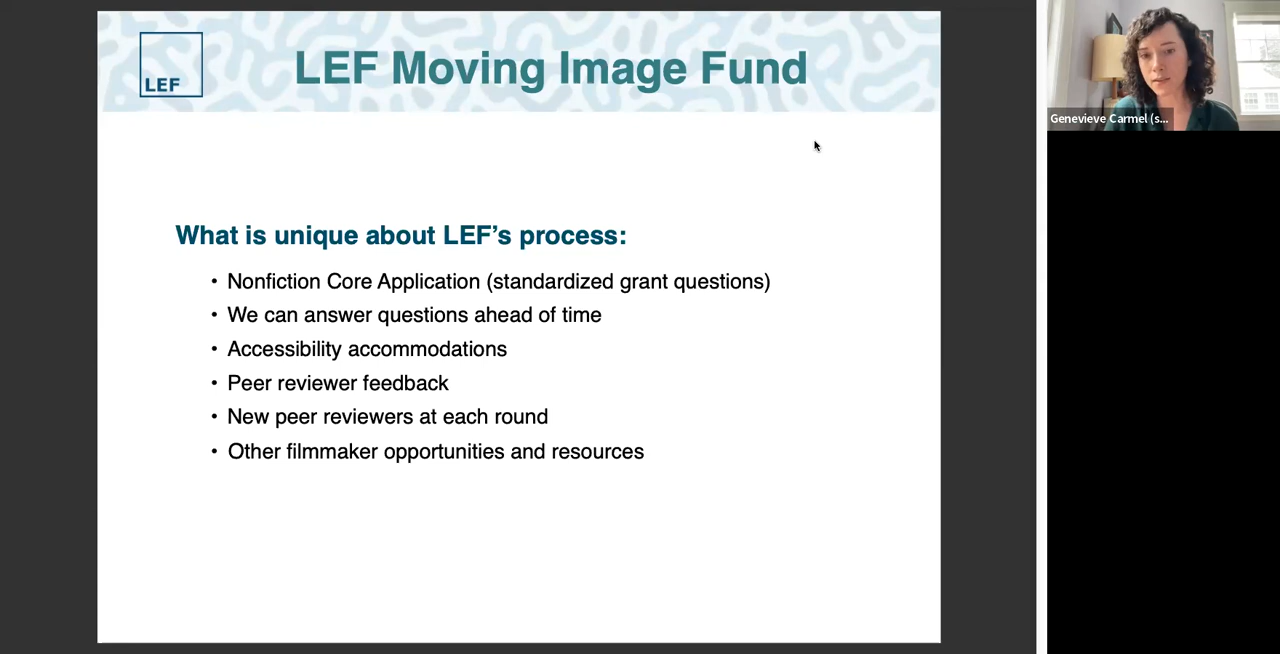 LEF
LEF Moving Image Fund
Genevieve Carmel (s...
What is unique about LEF’s process:
• Nonfiction Core Application (standardized grant questions)
• We can answer questions ahead of time
• Accessibility accommodations
• Peer reviewer feedback
• New peer reviewers at each round
• Other filmmaker opportunities and resources